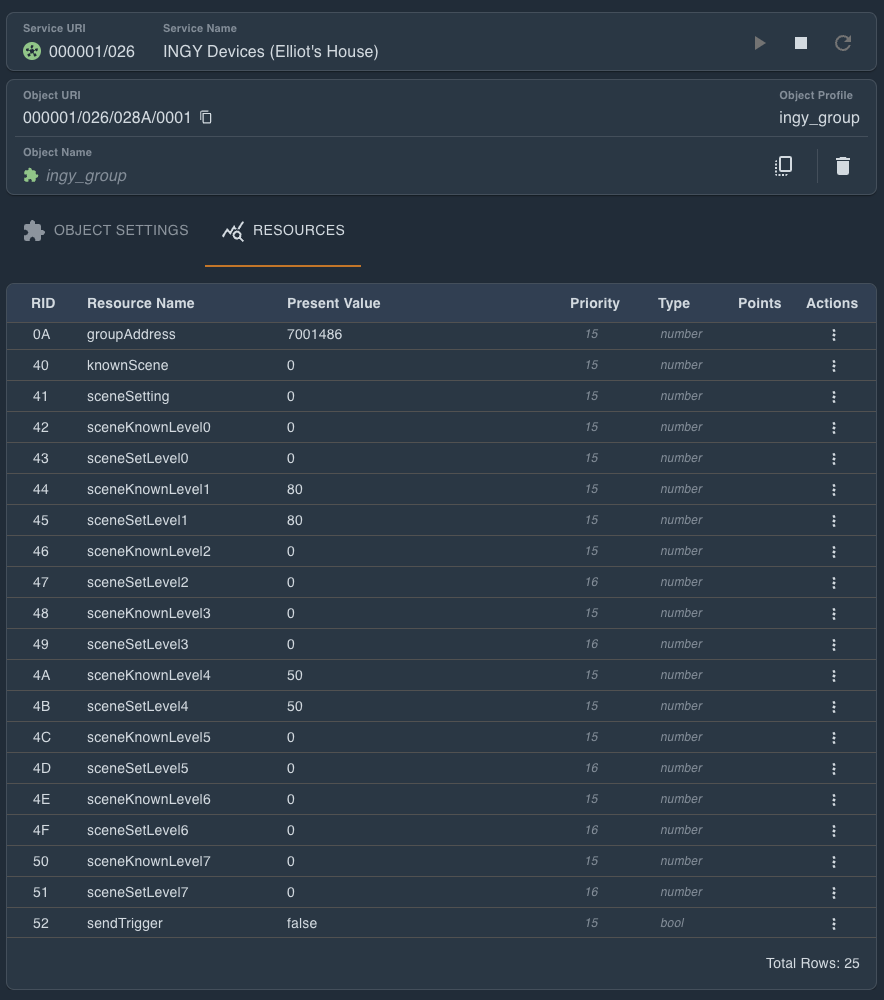 Service URI Service Name
000001/026 INGY Devices (Elliot's House)
Object URI Object Profile
000001/026/028A/0001 ingy_group
Object Name
ingy_group
OBJECT SETTINGS RESOURCES
RID Resource Name Present Value Priority Type Points Actions
0A groupAddress 7001486 15 number
40 knownScene 0 15 number
41 sceneSetting 0 15 number
42 sceneKnownLevel0 0 15 number
43 sceneSetLevel0 0 15 number
44 sceneKnownLevel1 80 15 number
45 sceneSetLevel1 80 15 number
46 sceneKnownLevel2 0 15 number
47 sceneSetLevel2 0 16 number
48 sceneKnownLevel3 0 15 number
49 sceneSetLevel3 0 16 number
4A sceneKnownLevel4 50 15 number
4B sceneSetLevel4 50 15 number
4C sceneKnownLevel5 0 15 number
4D sceneSetLevel5 0 16 number
4E sceneKnownLevel6 0 15 number
4F sceneSetLevel6 0 16 number
50 sceneKnownLevel7 0 15 number
51 sceneSetLevel7 0 16 number
52 sendTrigger false 15 bool
Total Rows: 25